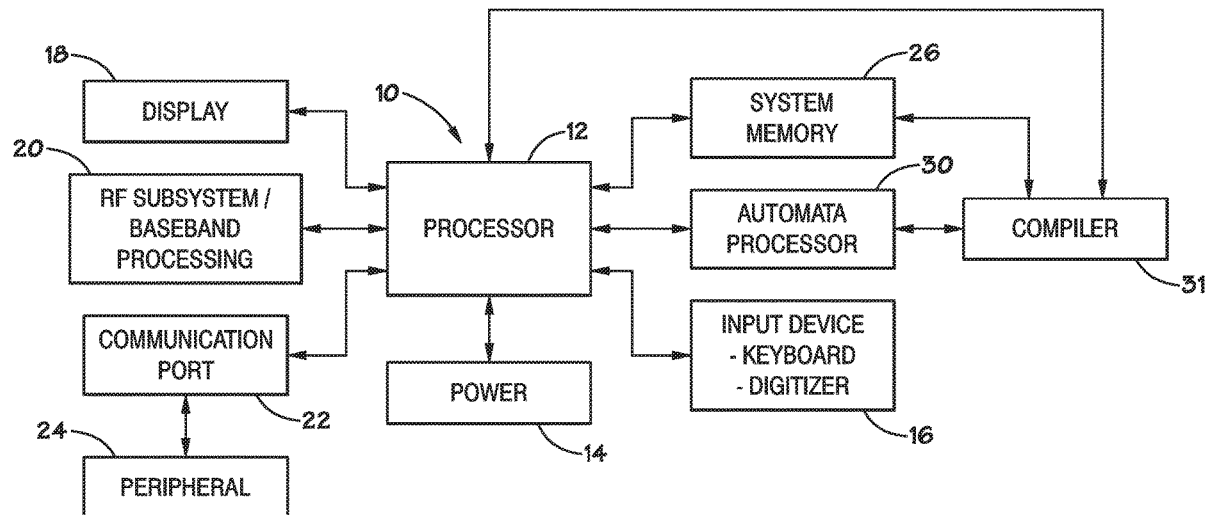 18
DISPLAY
20
RF SUBSYSTEM /
BASEBAND
PROCESSING
COMMUNICATION
PORT
22
24
PERIPHERAL
10
12
PROCESSOR
POWER
14
26
SYSTEM
MEMORY
30
AUTOMATA
PROCESSOR
INPUT DEVICE
- KEYBOARD
- DIGITIZER
16
COMPILER
31